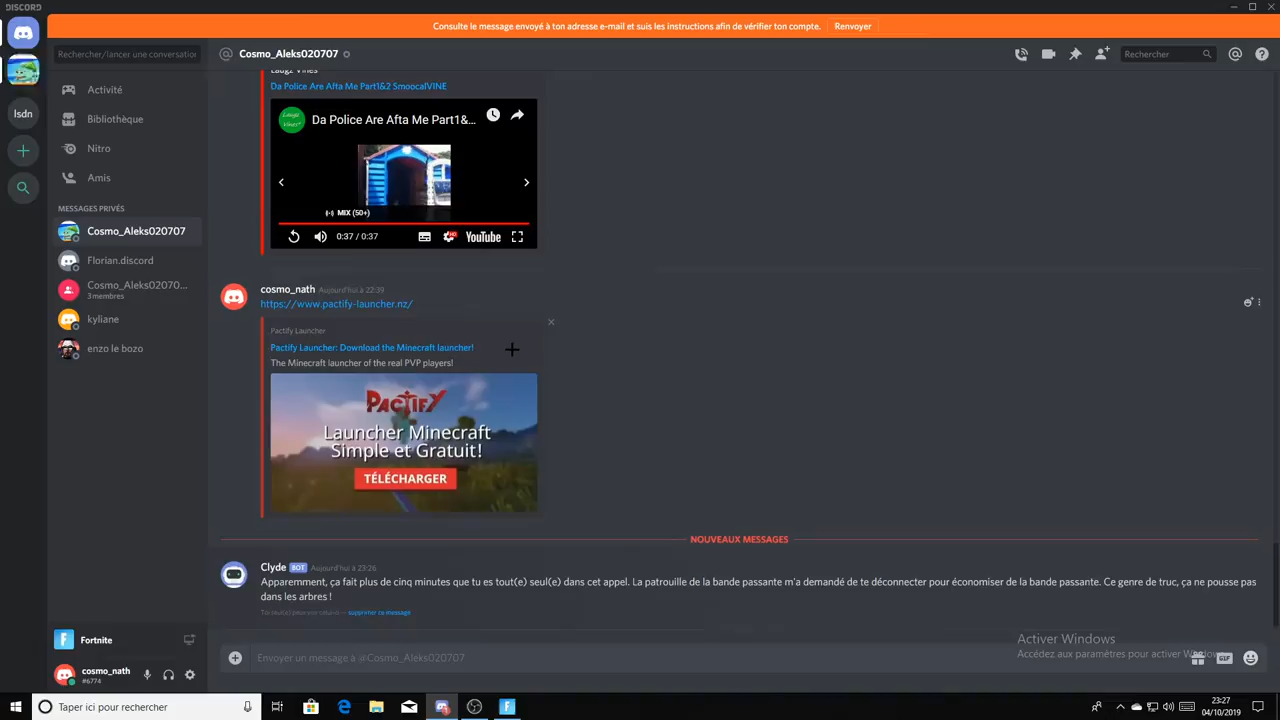 DISCORD
Consulte le message envoyé à ton adresse e-mail et suis les instructions afin de vérifier ton compte. Renvoyer
Rechercher/lancer une conversation
@ Cosmo_Aleks020707
Rechercher
Activité
Bibliothèque
Nitro
Amis
MESSAGES PRIVÉS
Cosmo_Aleks020707
Florian.discord
Cosmo_Aleks02070...
3 membres
kyliane
enzo le bozo
lsdn
Laugz Vines
Da Police Are Afta Me Part1&2 SmoocalVINE
Da Police Are Afta Me Part1&...
MIX (50+)
0:37 / 0:37
HD
YouTube
cosmo_nath Aujourd'hui à 22:39
https://www.pactify-launcher.nz/
Pactify Launcher
Pactify Launcher: Download the Minecraft launcher!
The Minecraft launcher of the real PVP players!
PACTIFY
Launcher Minecraft
Simple et Gratuit!
TÉLÉCHARGER
NOUVEAUX MESSAGES
Clyde BOT Aujourd'hui à 23:26
Apparemment, ça fait plus de cinq minutes que tu es tout(e) seul(e) dans cet appel. La patrouille de la bande passante m'a demandé de te déconnecter pour économiser de la bande passante. Ce genre de truc, ça ne pousse pas
dans les arbres !
supprimer ce message
Fortnite
cosmo_nath
#6774
Envoyer un message à @Cosmo_Aleks020707
GIF
Activer Windows
Accédez aux paramètres pour activer Windows.
Taper ici pour rechercher
23:27
04/10/2019